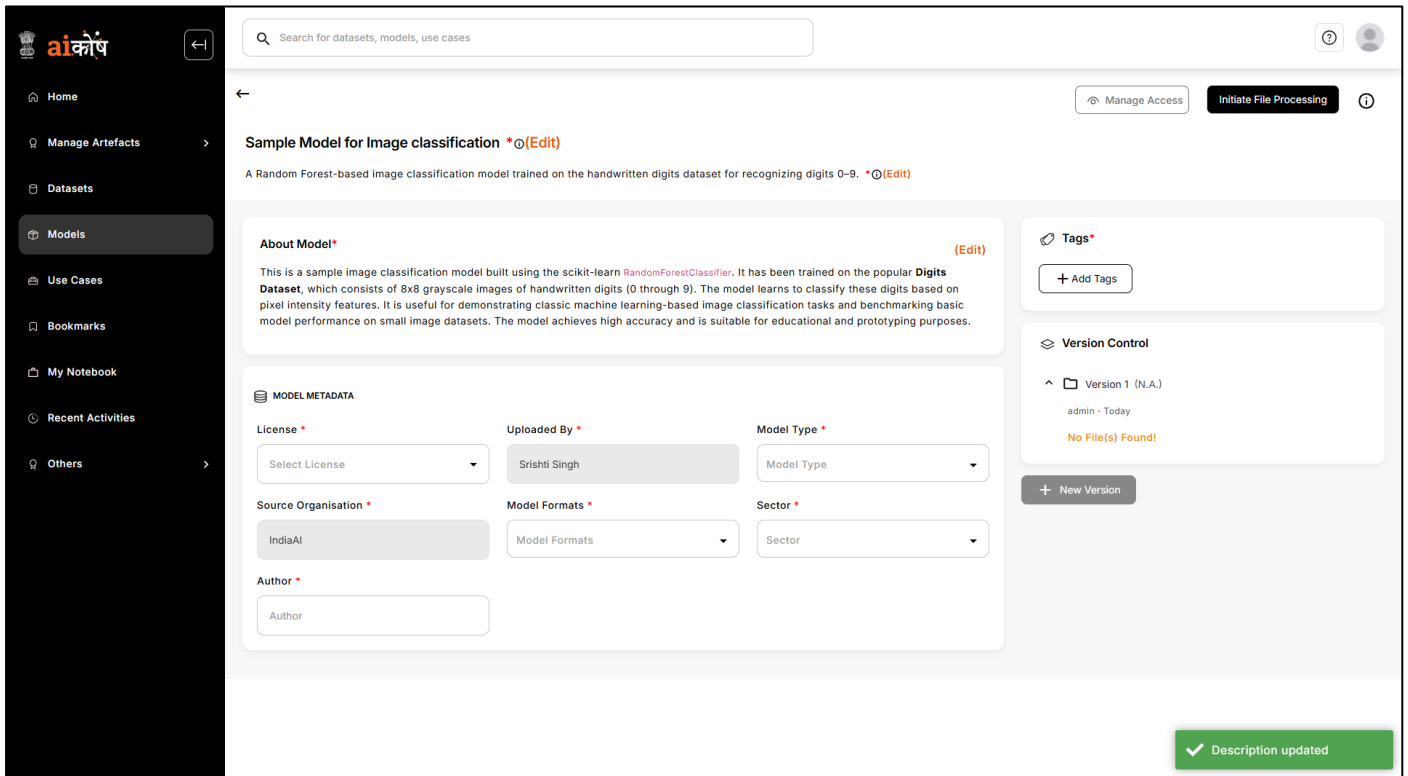 aiकोष
Search for datasets, models, use cases
Home
Manage Artefacts
Datasets
Models
Use Cases
Bookmarks
My Notebook
Recent Activities
Others
Manage Access
Initiate File Processing
Sample Model for Image classification *(Edit)
A Random Forest-based image classification model trained on the handwritten digits dataset for recognizing digits 0–9. *(Edit)
About Model*
(Edit)
This is a sample image classification model built using the scikit-learn RandomForestClassifier. It has been trained on the popular Digits
Dataset, which consists of 8x8 grayscale images of handwritten digits (0 through 9). The model learns to classify these digits based on
pixel intensity features. It is useful for demonstrating classic machine learning-based image classification tasks and benchmarking basic
model performance on small image datasets. The model achieves high accuracy and is suitable for educational and prototyping purposes.
MODEL METADATA
License *
Select License
Uploaded By *
Srishti Singh
Model Type *
Model Type
Source Organisation *
IndiaAI
Model Formats *
Model Formats
Sector *
Sector
Author *
Author
Tags*
+ Add Tags
Version Control
Version 1 (N.A.)
admin - Today
No File(s) Found!
+ New Version
Description updated